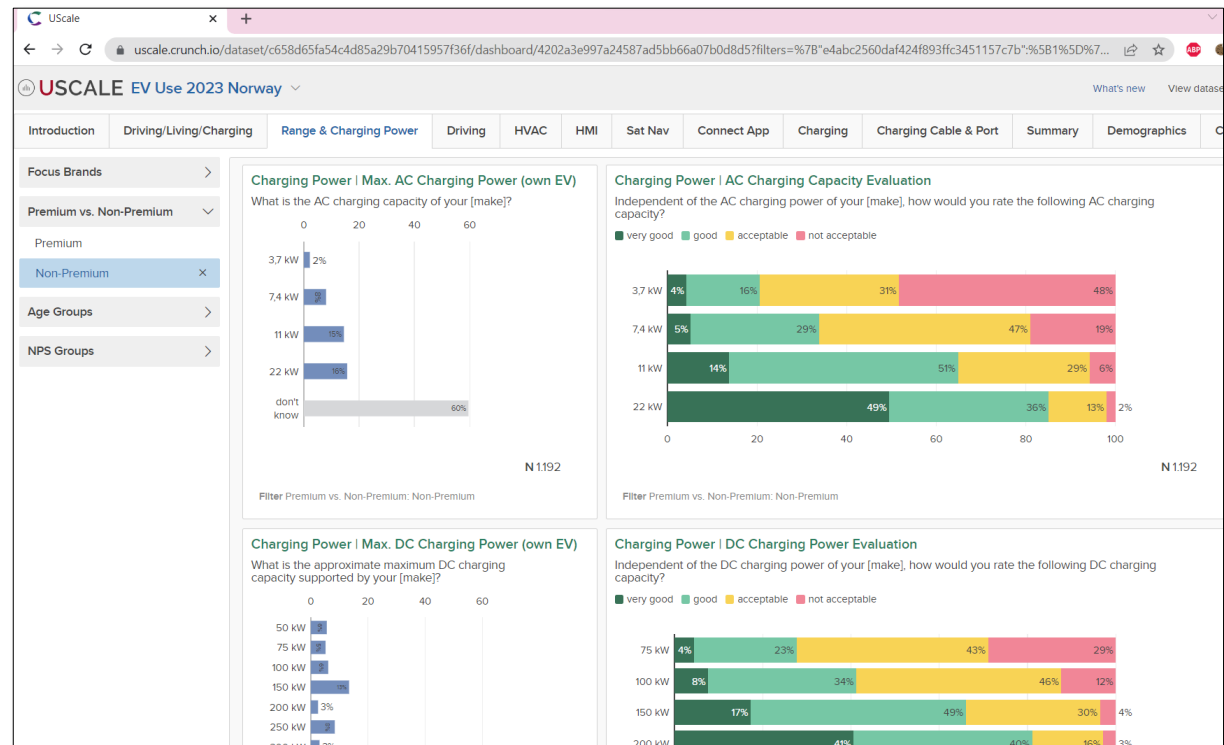 UScale
uscale.crunch.io/dataset/c658d65fa54c4d85a29b70415957f36f/dashboard/4202a3e997a24587ad5bb66a07b0d8d5?filters=%7B"e4abc2560daf424f893ffc3451157c7b":%5B1%5D%7...
ABP
USCALE EV Use 2023 Norway
What's new View datase
Introduction Driving/Living/Charging Range & Charging Power Driving HVAC HMI Sat Nav Connect App Charging Charging Cable & Port Summary Demographics C
Focus Brands
Premium vs. Non-Premium
Premium
Non-Premium ×
Age Groups
NPS Groups
Charging Power | Max. AC Charging Power (own EV)
What is the AC charging capacity of your [make]?
0 20 40 60
3,7 kW 2%
7,4 kW
11 kW 15%
22 kW 16%
don't
know 60%
N 1.192
Filter Premium vs. Non-Premium: Non-Premium
Charging Power | AC Charging Capacity Evaluation
Independent of the AC charging power of your [make], how would you rate the following AC charging
capacity?
very good good acceptable not acceptable
3,7 kW 4% 16% 31% 48%
7,4 kW 5% 29% 47% 19%
11 kW 14% 51% 29% 6%
22 kW 49% 36% 13% 2%
0 20 40 60 80 100
N 1.192
Filter Premium vs. Non-Premium: Non-Premium
Charging Power | Max. DC Charging Power (own EV)
What is the approximate maximum DC charging
capacity supported by your [make]?
0 20 40 60
50 kW
75 kW
100 kW
150 kW 13%
200 kW 3%
250 kW
Charging Power | DC Charging Power Evaluation
Independent of the DC charging power of your [make], how would you rate the following DC charging
capacity?
very good good acceptable not acceptable
75 kW 4% 23% 43% 29%
100 kW 8% 34% 46% 12%
150 kW 17% 49% 30% 4%
200 kW 41% 40% 16% 3%